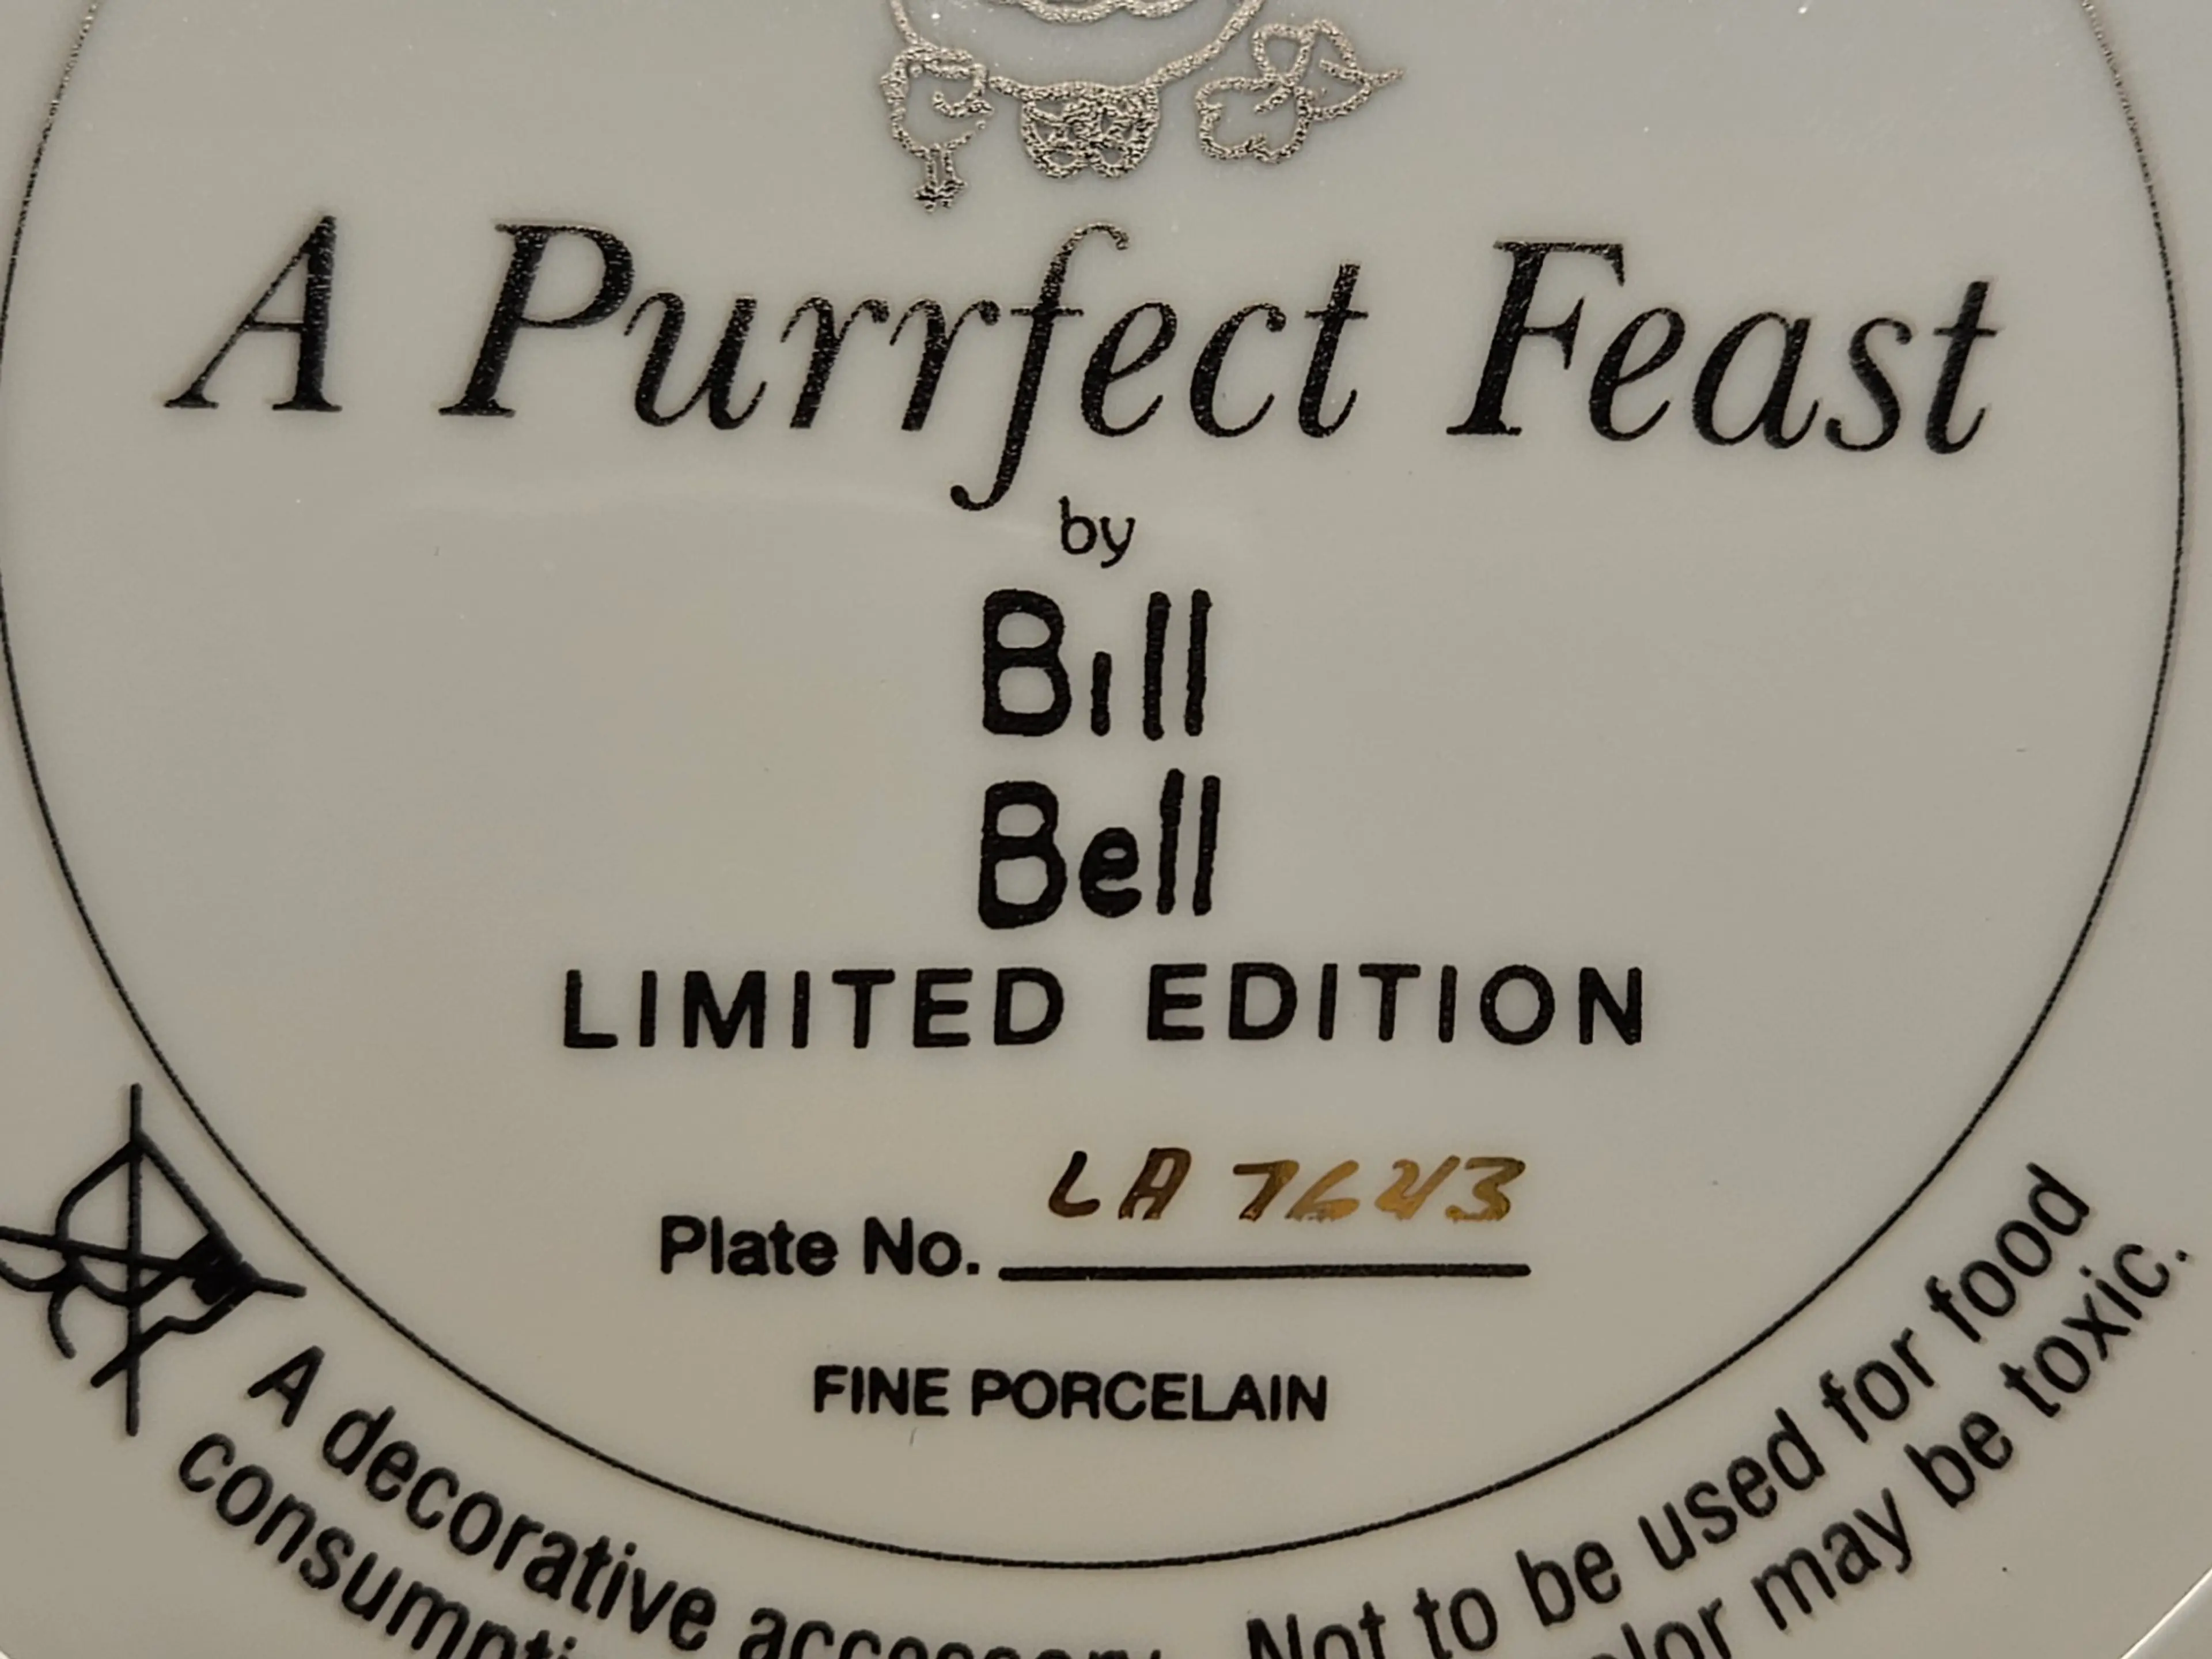 A Purrfect Feast
by
Bill
Bell
LIMITED EDITION
Plate No. LA 7643
FINE PORCELAIN
A decorative accessory. Not to be used for food
may be toxic.